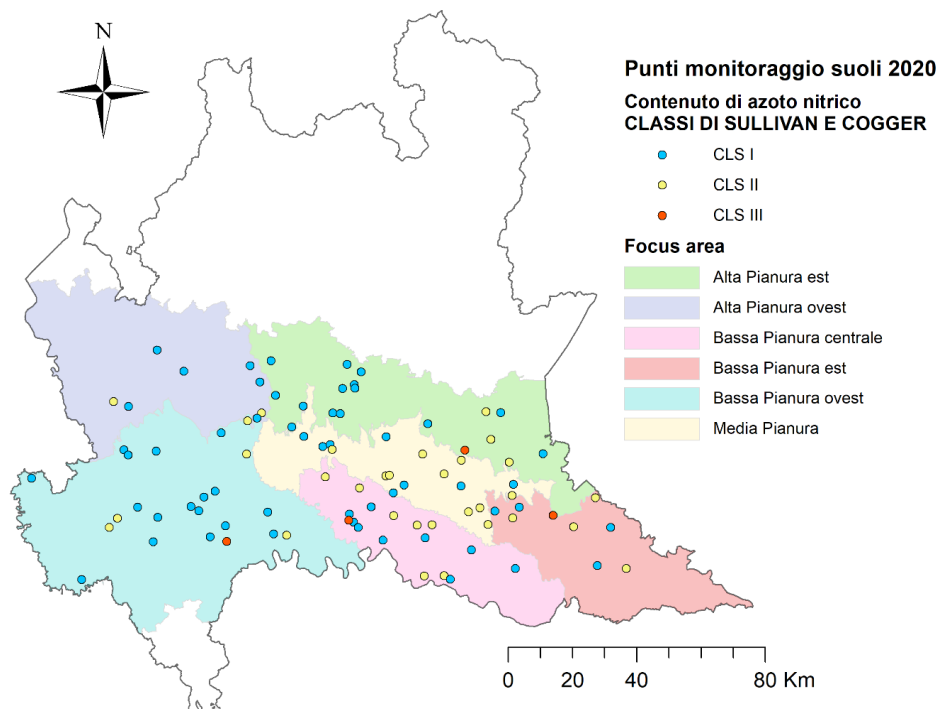 N
Punti monitoraggio suoli 2020
Contenuto di azoto nitrico
CLASSI DI SULLIVAN E COGGER
CLS I
CLS II
CLS III
Focus area
Alta Pianura est
Alta Pianura ovest
Bassa Pianura centrale
Bassa Pianura est
Bassa Pianura ovest
Media Pianura
0 20 40 80 Km